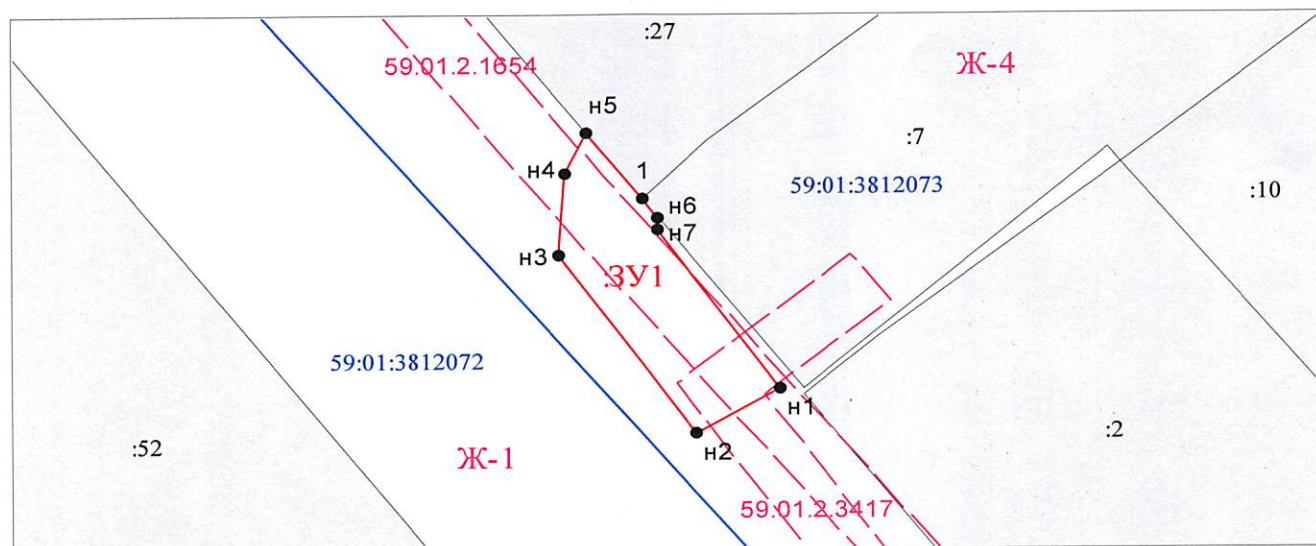 :27
59.01.2.1654
Ж-4
н5
:7
н4
1
59:01:3812073
:10
н6
н7
н3
:ЗУ1
59:01:3812072
н1
:2
:52
н2
Ж-1
59:01.2.3417